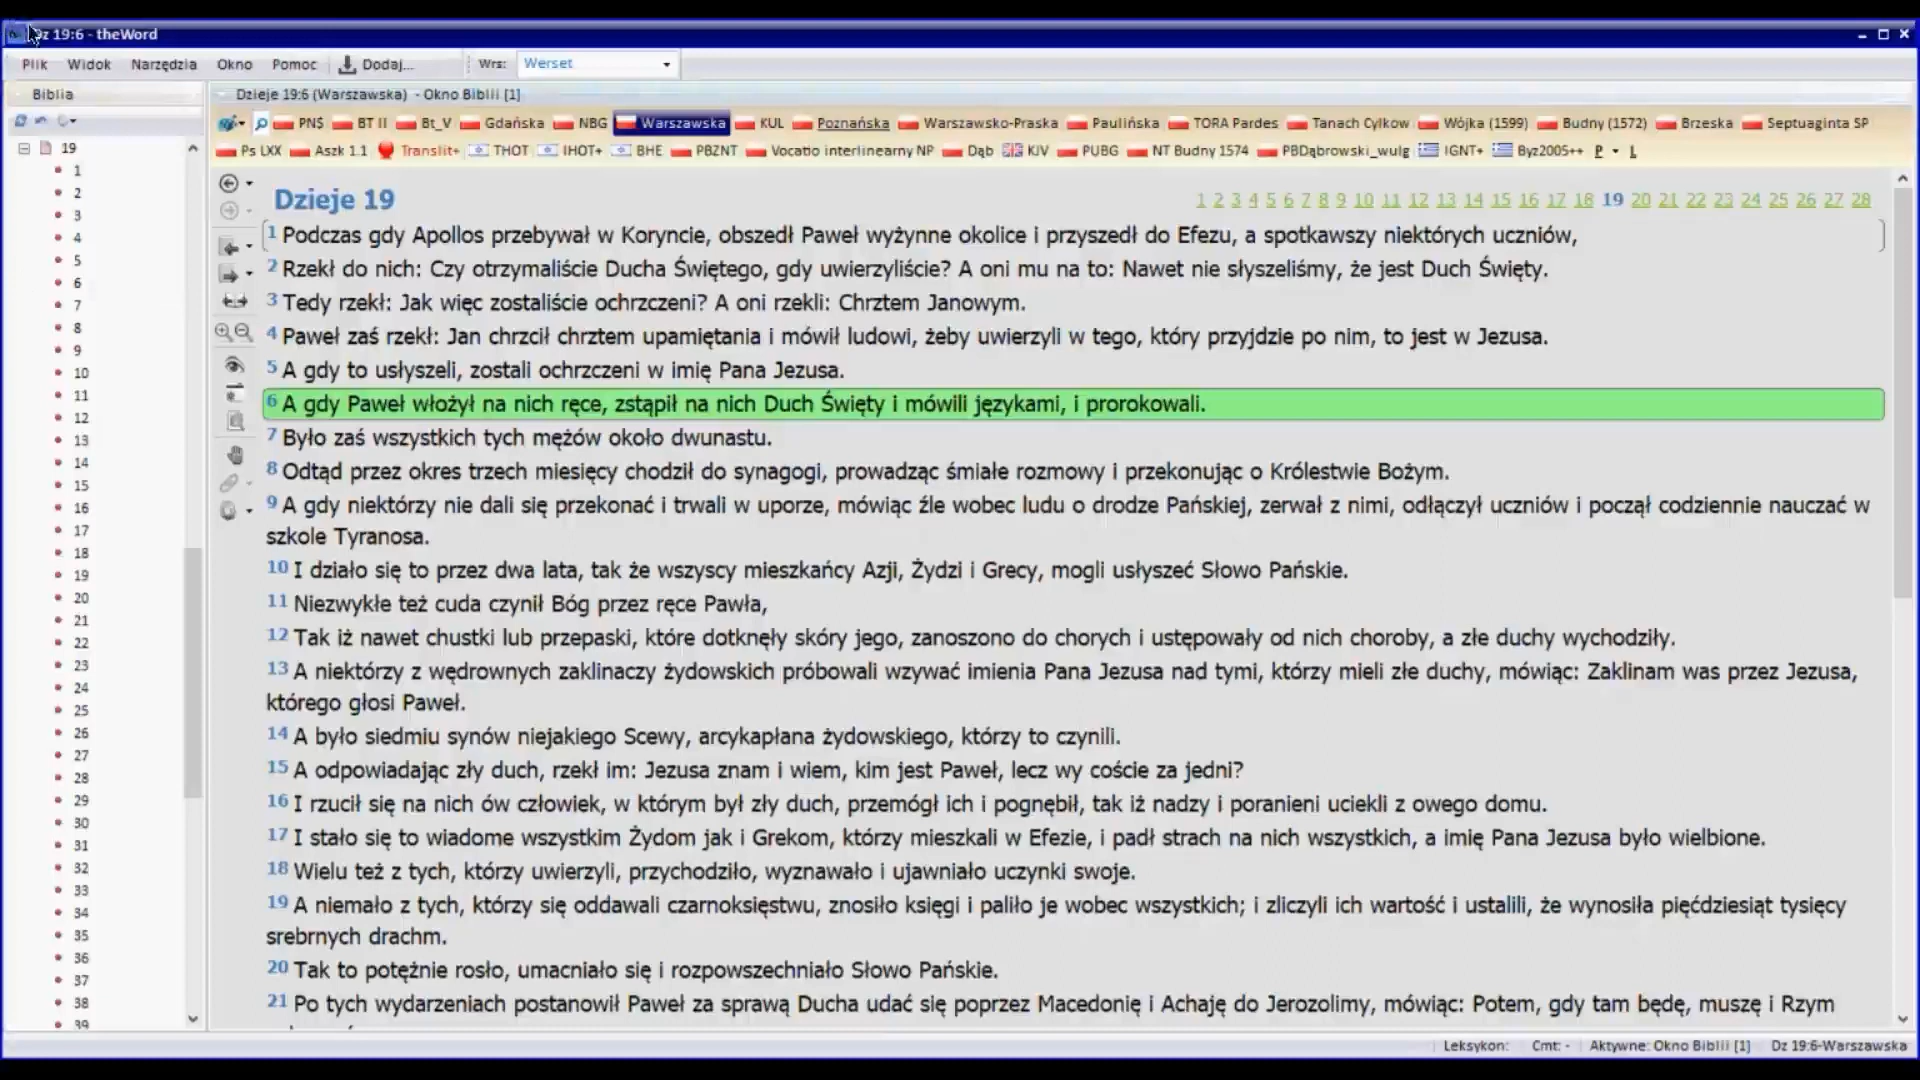 Dz 19:6 - theWord
Plik Widok Narzędzia Okno Pomoc Dodaj... Wrs: Werset
Biblia
Dzieje 19:6 (Warszawska) - Okno Biblii [1]
PNŚ BT II Bt_V Gdańska NBG Warszawska KUL Poznańska Warszawsko-Praska Paulińska TORA Pardes Tanach Cylkow Wójka (1599) Budny (1572) Brzeska Septuaginta SP
Ps LXX Aszk 1.1 Translit+ THOT IHOT+ BHE PBZNT Vocatio interlinearny NP Dąb KJV PUBG NT Budny 1574 PBDąbrowski_wulg IGNT+ Byz2005++ P L
19
1
2
3
4
5
6
7
8
9
10
11
12
13
14
15
16
17
18
19
20
21
22
23
24
25
26
27
28
29
30
31
32
33
34
35
36
37
38
39
Dzieje 19
1 2 3 4 5 6 7 8 9 10 11 12 13 14 15 16 17 18 19 20 21 22 23 24 25 26 27 28
1 Podczas gdy Apollos przebywał w Koryncie, obszedł Paweł wyżynne okolice i przyszedł do Efezu, a spotkawszy niektórych uczniów,
2 Rzekł do nich: Czy otrzymaliście Ducha Świętego, gdy uwierzyliście? A oni mu na to: Nawet nie słyszeliśmy, że jest Duch Święty.
3 Tedy rzekł: Jak więc zostaliście ochrzczeni? A oni rzekli: Chrztem Janowym.
4 Paweł zaś rzekł: Jan chrzcił chrztem upamiętania i mówił ludowi, żeby uwierzyli w tego, który przyjdzie po nim, to jest w Jezusa.
5 A gdy to usłyszeli, zostali ochrzczeni w imię Pana Jezusa.
6 A gdy Paweł włożył na nich ręce, zstąpił na nich Duch Święty i mówili językami, i prorokowali.
7 Było zaś wszystkich tych mężów około dwunastu.
8 Odtąd przez okres trzech miesięcy chodził do synagogi, prowadząc śmiałe rozmowy i przekonując o Królestwie Bożym.
9 A gdy niektórzy nie dali się przekonać i trwali w uporze, mówiąc źle wobec ludu o drodze Pańskiej, zerwał z nimi, odłączył uczniów i począł codziennie nauczać w
szkole Tyranosa.
10 I działo się to przez dwa lata, tak że wszyscy mieszkańcy Azji, Żydzi i Grecy, mogli usłyszeć Słowo Pańskie.
11 Niezwykłe też cuda czynił Bóg przez ręce Pawła,
12 Tak iż nawet chustki lub przepaski, które dotknęły skóry jego, zanoszono do chorych i ustępowały od nich choroby, a złe duchy wychodziły.
13 A niektórzy z wędrownych zaklinaczy żydowskich próbowali wzywać imienia Pana Jezusa nad tymi, którzy mieli złe duchy, mówiąc: Zaklinam was przez Jezusa,
którego głosi Paweł.
14 A było siedmiu synów niejakiego Scewy, arcykapłana żydowskiego, którzy to czynili.
15 A odpowiadając zły duch, rzekł im: Jezusa znam i wiem, kim jest Paweł, lecz wy coście za jedni?
16 I rzucił się na nich ów człowiek, w którym był zły duch, przemógł ich i pognębił, tak iż nadzy i poranieni uciekli z owego domu.
17 I stało się to wiadome wszystkim Żydom jak i Grekom, którzy mieszkali w Efezie, i padł strach na nich wszystkich, a imię Pana Jezusa było wielbione.
18 Wielu też z tych, którzy uwierzyli, przychodziło, wyznawało i ujawniało uczynki swoje.
19 A niemało z tych, którzy się oddawali czarnoksięstwu, znosiło księgi i paliło je wobec wszystkich; i zliczyli ich wartość i ustalili, że wynosiła pięćdziesiąt tysięcy
srebrnych drachm.
20 Tak to potężnie rosło, umacniało się i rozpowszechniało Słowo Pańskie.
21 Po tych wydarzeniach postanowił Paweł za sprawą Ducha udać się poprzez Macedonię i Achaję do Jerozolimy, mówiąc: Potem, gdy tam będę, muszę i Rzym
Leksykon: Cmt: - Aktywne: Okno Biblii [1] Dz 19:6-Warszawska